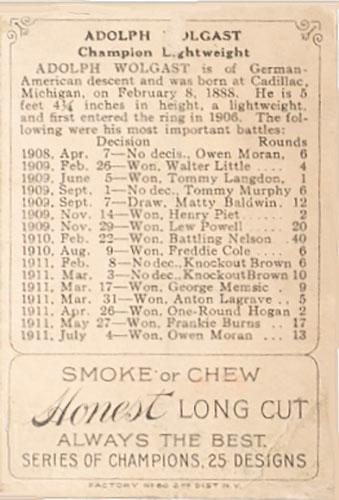 ADOLPH WOLGAST
Champion Lightweight
ADOLPH WOLGAST is of German-
American descent and was born at Cadillac,
Michigan, on February 8, 1888. He is 5
feet 4¼ inches in height, a lightweight,
and first entered the ring in 1906. The fol-
lowing were his most important battles:
Decision Rounds
1908, Apr. 7—No decis., Owen Moran, 6
1909, Feb. 26—Won, Walter Little .... 4
1909, June 5—Won, Tommy Langdon, 1
1909, Sept. 1—No dec., Tommy Murphy 6
1909, Sept. 7—Draw, Matty Baldwin. 12
1909, Nov. 14—Won, Henry Piet...... 2
1909, Nov. 29—Won, Lew Powell .... 20
1910, Feb. 22—Won, Battling Nelson 40
1910, Aug. 9—Won, Freddie Cole .... 6
1911, Feb. 8—No dec., Knockout Brown 6
1911, Mar. 3—No dec., Knockout Brown 10
1911, Mar. 17—Won, George Memsic . 9
1911, Mar. 31—Won, Anton Lagrave .. 5
1911, Apr. 26—Won, One-Round Hogan 2
1911, May 27—Won, Frankie Burns .. 17
1911, July 4—Won, Owen Moran ... 13
SMOKE or CHEW
Honest LONG CUT
ALWAYS THE BEST.
SERIES OF CHAMPIONS, 25 DESIGNS
FACTORY No 60 2ND DIST N.Y.